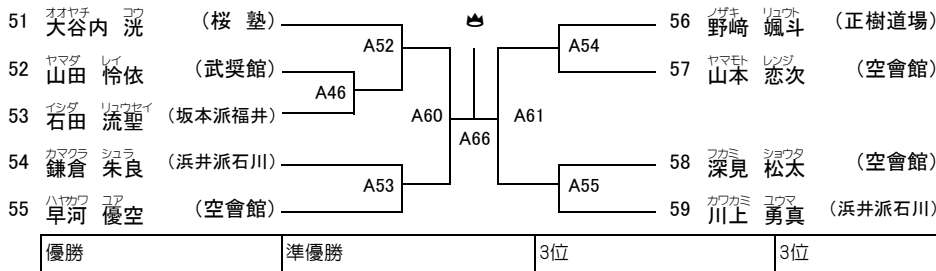 オオヤチ コウ
51 大谷内 洸 (桜 塾)
A52
ヤマダ レイ
52 山田 怜依 (武奨館)
A46
イシダ リュウセイ
53 石田 流聖 (坂本派福井)
A60
カマクラ シュラ
54 鎌倉 朱良 (浜井派石川)
A53
ハヤカワ ユア
55 早河 優空 (空會館)
A66
ノザキ リュウト
56 野﨑 颯斗 (正樹道場)
A54
ヤマモト レンジ
57 山本 恋次 (空會館)
A61
フカミ ショウタ
58 深見 松太 (空會館)
A55
カワカミ ユウマ
59 川上 勇真 (浜井派石川)
優勝 準優勝 3位 3位